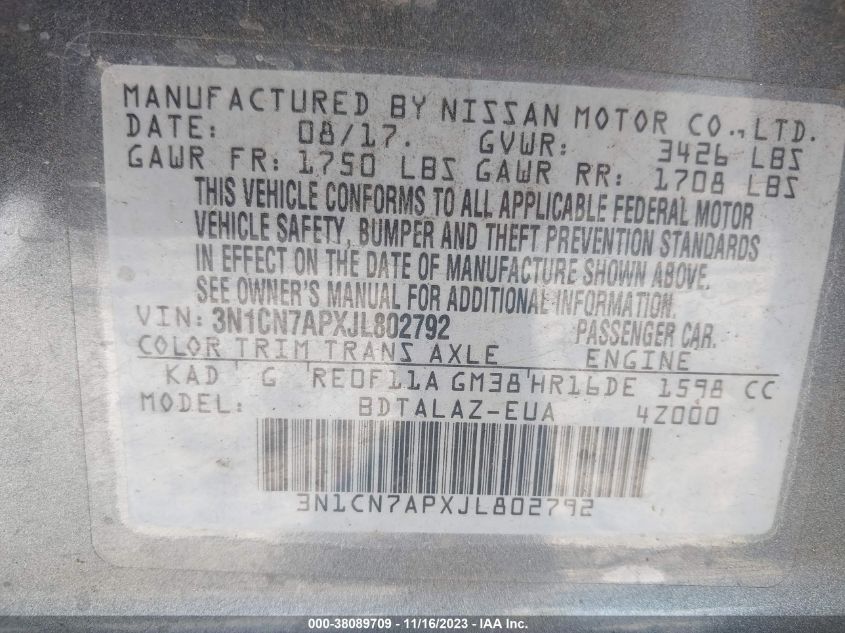 MANUFACTURED BY NISSAN MOTOR CO., LTD.
DATE: 08/17. GVWR: 3426 LBS
GAWR FR: 1750 LBS GAWR RR: 1708 LBS
THIS VEHICLE CONFORMS TO ALL APPLICABLE FEDERAL MOTOR
VEHICLE SAFETY, BUMPER AND THEFT PREVENTION STANDARDS
IN EFFECT ON THE DATE OF MANUFACTURE SHOWN ABOVE.
SEE OWNER'S MANUAL FOR ADDITIONAL INFORMATION.
VIN: 3N1CN7APXJL802792 PASSENGER CAR.
COLOR TRIM TRANS AXLE ENGINE
KAD G RE0F11A GM38 HR16DE 1598 CC
MODEL: BDTALAZ-EUA 4Z000
3N1CN7APXJL802792
000-38089709 - 11/16/2023 - IAA Inc.